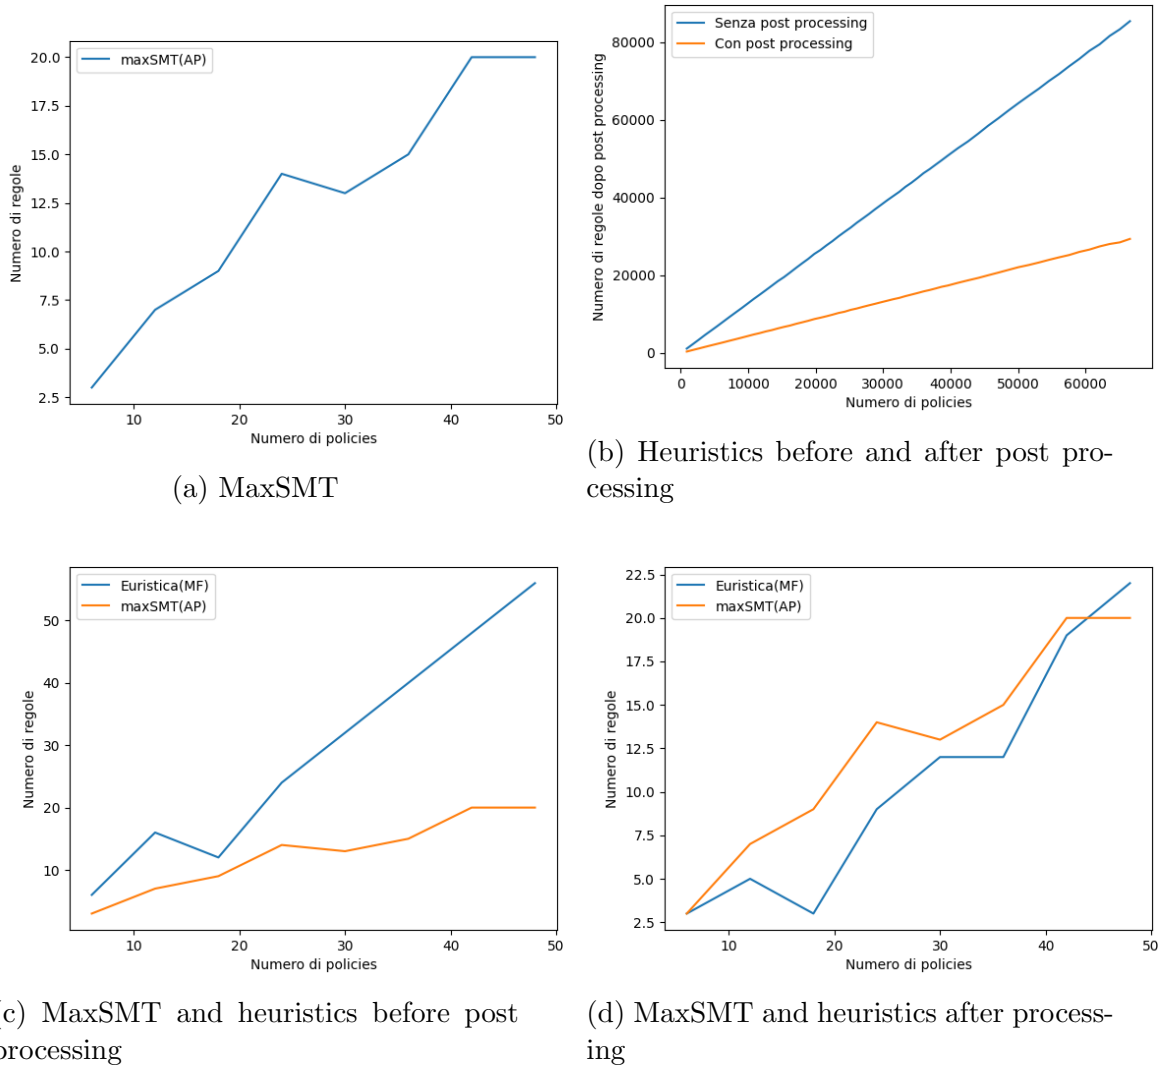 maxSMT(AP)
20.0
17.5
15.0
12.5
10.0
7.5
5.0
2.5
Numero di regole
10 20 30 40 50
Numero di policies
(a) MaxSMT
Senza post processing
Con post processing
80000
60000
40000
20000
0
Numero di regole dopo post processing
0 10000 20000 30000 40000 50000 60000
Numero di policies
(b) Heuristics before and after post pro-
cessing
Euristica(MF)
maxSMT(AP)
50
40
30
20
10
Numero di regole
10 20 30 40 50
Numero di policies
(c) MaxSMT and heuristics before post
processing
Euristica(MF)
maxSMT(AP)
22.5
20.0
17.5
15.0
12.5
10.0
7.5
5.0
2.5
Numero di regole
10 20 30 40 50
Numero di policies
(d) MaxSMT and heuristics after process-
ing